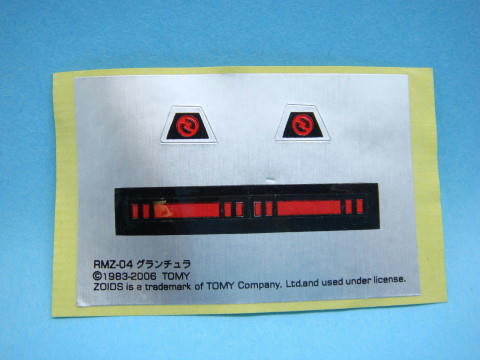 RMZ-04 グランチュラ
©1983-2006 TOMY
ZOIDS is a trademark of TOMY Company, Ltd.and used under license.